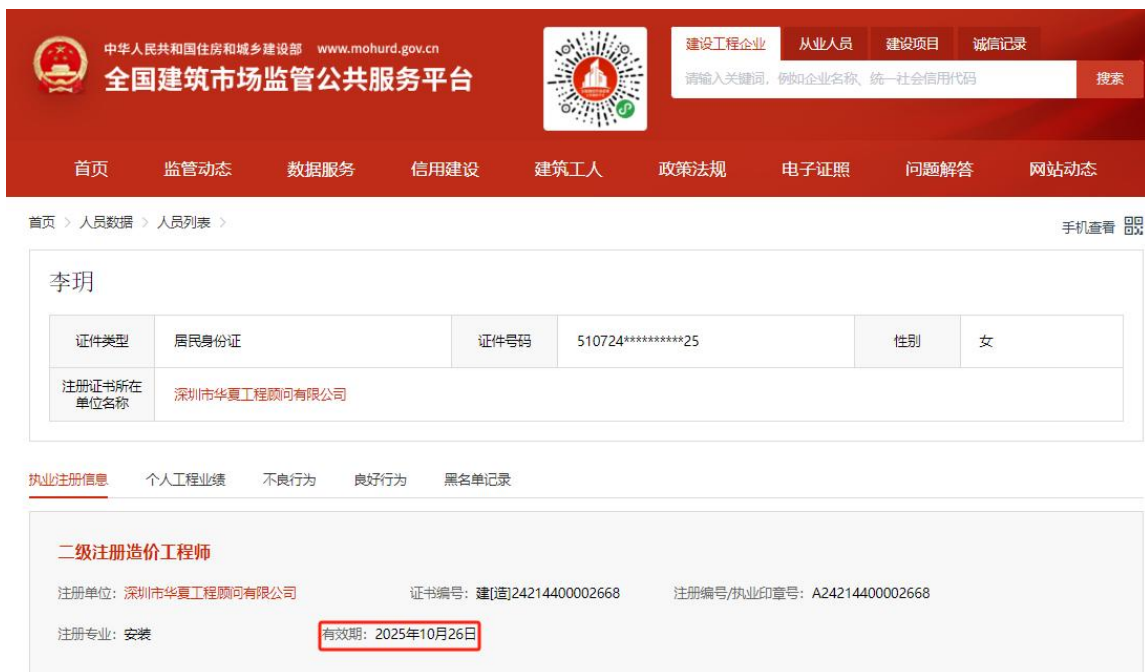 中华人民共和国住房和城乡建设部 www.mohurd.gov.cn
全国建筑市场监管公共服务平台
建设工程企业 从业人员 建设项目 诚信记录
请输入关键词，例如企业名称、统一社会信用代码 搜索
首页 监管动态 数据服务 信用建设 建筑工人 政策法规 电子证照 问题解答 网站动态
首页 > 人员数据 > 人员列表 >
手机查看
李玥
证件类型 居民身份证 证件号码 510724**********25 性别 女
注册证书所在
单位名称
深圳市华夏工程顾问有限公司
执业注册信息 个人工程业绩 不良行为 良好行为 黑名单记录
二级注册造价工程师
注册单位：深圳市华夏工程顾问有限公司 证书编号：建[造]24214400002668 注册编号/执业印章号：A24214400002668
注册专业：安装 有效期：2025年10月26日